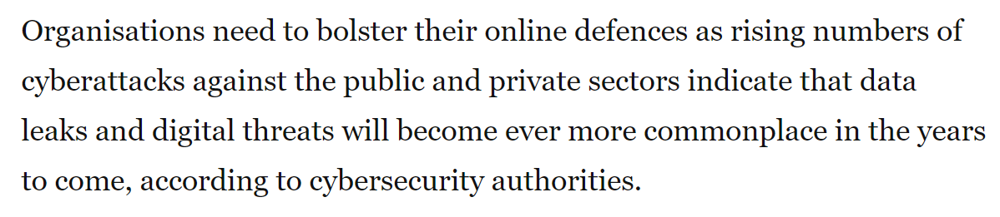 Organisations need to bolster their online defences as rising numbers of
cyberattacks against the public and private sectors indicate that data
leaks and digital threats will become ever more commonplace in the years
to come, according to cybersecurity authorities.